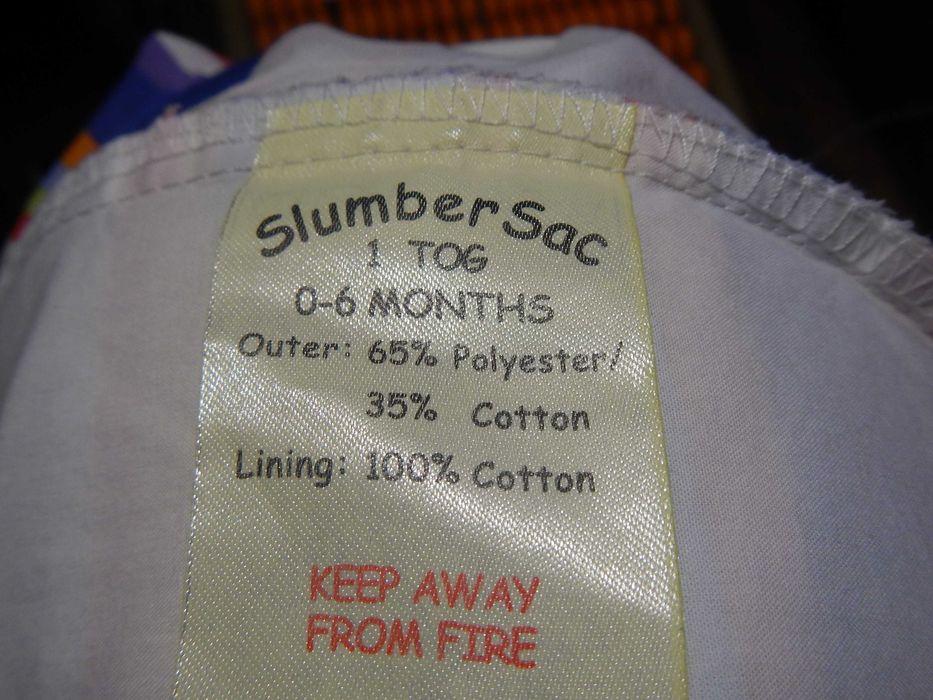 SlumberSac
1 TOG
0-6 MONTHS
Outer: 65% Polyester/
35% Cotton
Lining: 100% Cotton
KEEP AWAY
FROM FIRE